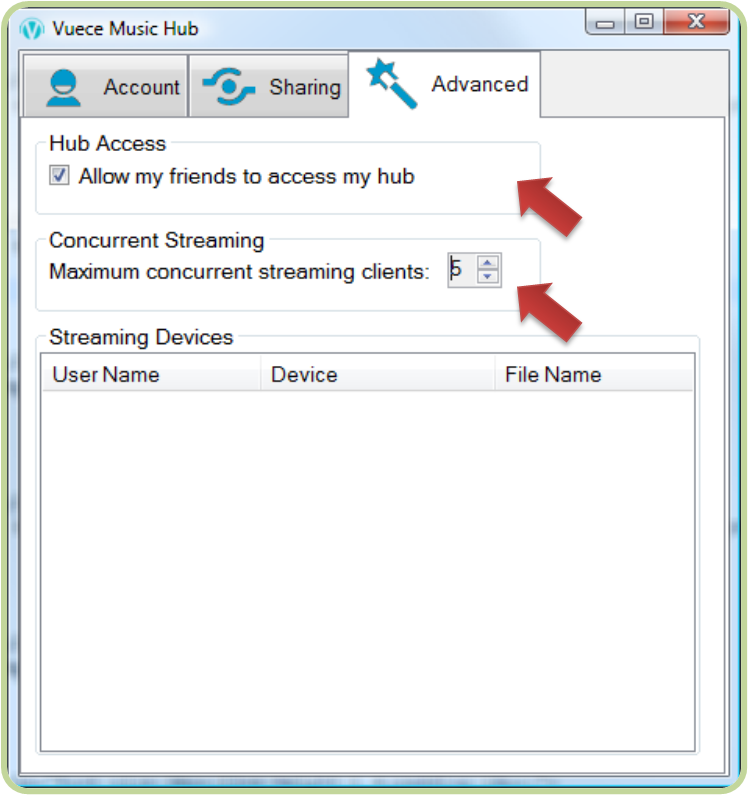 Vuece Music Hub
Account Sharing Advanced
Hub Access
Allow my friends to access my hub
Concurrent Streaming
Maximum concurrent streaming clients: 5
Streaming Devices
User Name Device File Name